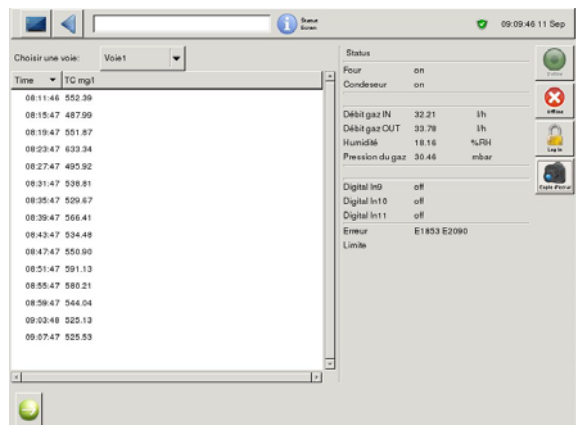 Status
Ecran
09:09:46 11 Sep
Choisir une voie: Voie1
Time TC mg/l
08:11:46 552.39
08:15:47 487.99
08:19:47 551.87
08:23:47 633.34
08:27:47 495.92
08:31:47 538.81
08:35:47 529.67
08:39:47 566.41
08:43:47 534.48
08:47:47 550.90
08:51:47 591.13
08:55:47 580.21
08:59:47 544.04
09:03:48 525.13
09:07:47 525.53
Status
Four on
Condeseur on
Débit gaz IN 32.21 l/h
Débit gaz OUT 33.78 l/h
Humidité 18.16 %RH
Pression du gaz 30.46 mbar
Digital In9 off
Digital In10 off
Digital In11 off
Erreur E1853 E2090
Limite
Offline
Log In